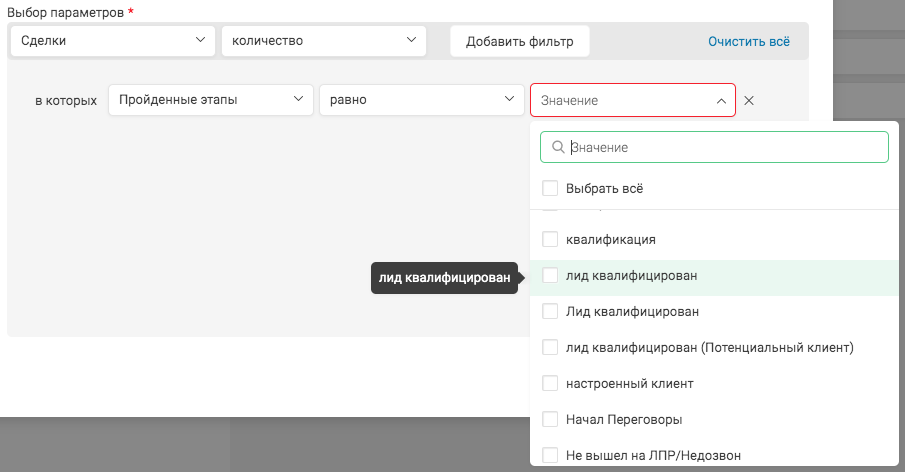 Выбор параметров *
Сделки
количество
Добавить фильтр
Очистить всё
в которых
Пройденные этапы
равно
Значение
Значение
Выбрать всё
квалификация
лид квалифицирован
лид квалифицирован
Лид квалифицирован
лид квалифицирован (Потенциальный клиент)
настроенный клиент
Начал Переговоры
Не вышел на ЛПР/Недозвон